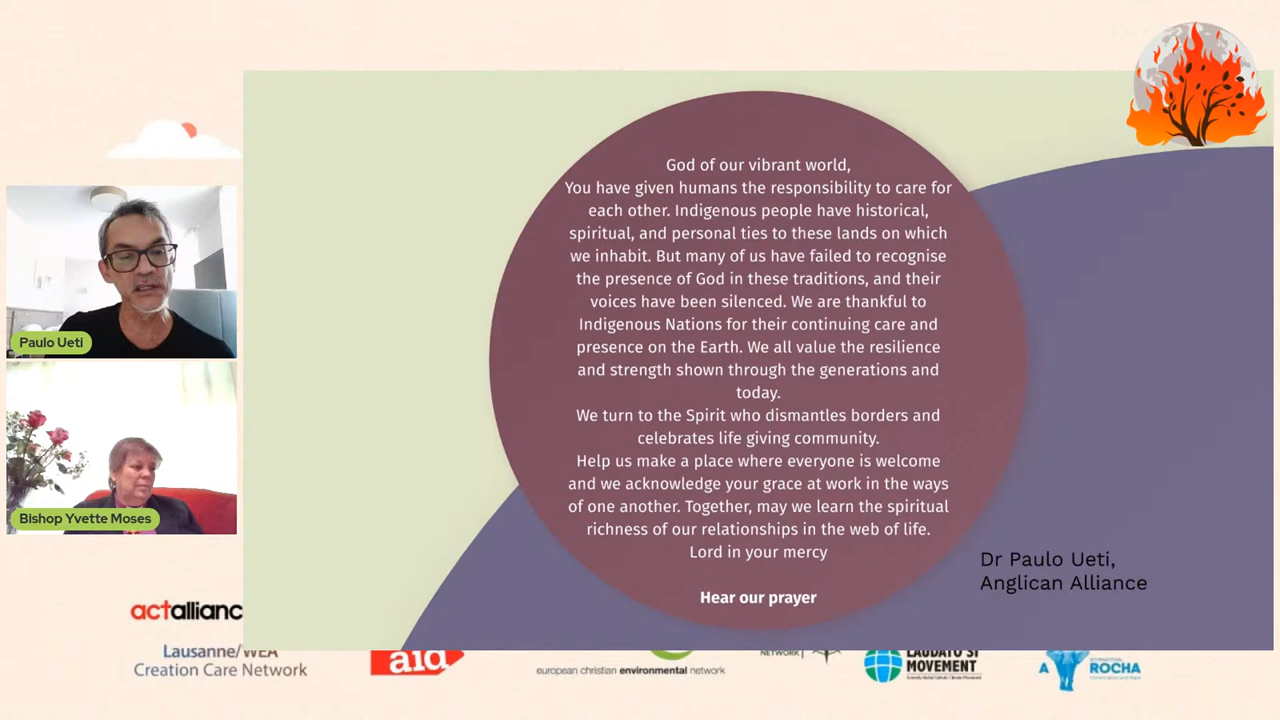 God of our vibrant world,
You have given humans the responsibility to care for
each other. Indigenous people have historical,
spiritual, and personal ties to these lands on which
we inhabit. But many of us have failed to recognise
the presence of God in these traditions, and their
voices have been silenced. We are thankful to
Indigenous Nations for their continuing care and
presence on the Earth. We all value the resilience
and strength shown through the generations and
today.
We turn to the Spirit who dismantles borders and
celebrates life giving community.
Help us make a place where everyone is welcome
and we acknowledge your grace at work in the ways
of one another. Together, may we learn the spiritual
richness of our relationships in the web of life.
Lord in your mercy
Hear our prayer
Dr Paulo Ueti,
Anglican Alliance
Paulo Ueti
Bishop Yvette Moses
actallianc
Lausanne/WEA
Creation Care Network
aid
european christian environmental network
NETWORK
LAUDATO SI'
MOVEMENT
A ROCHA